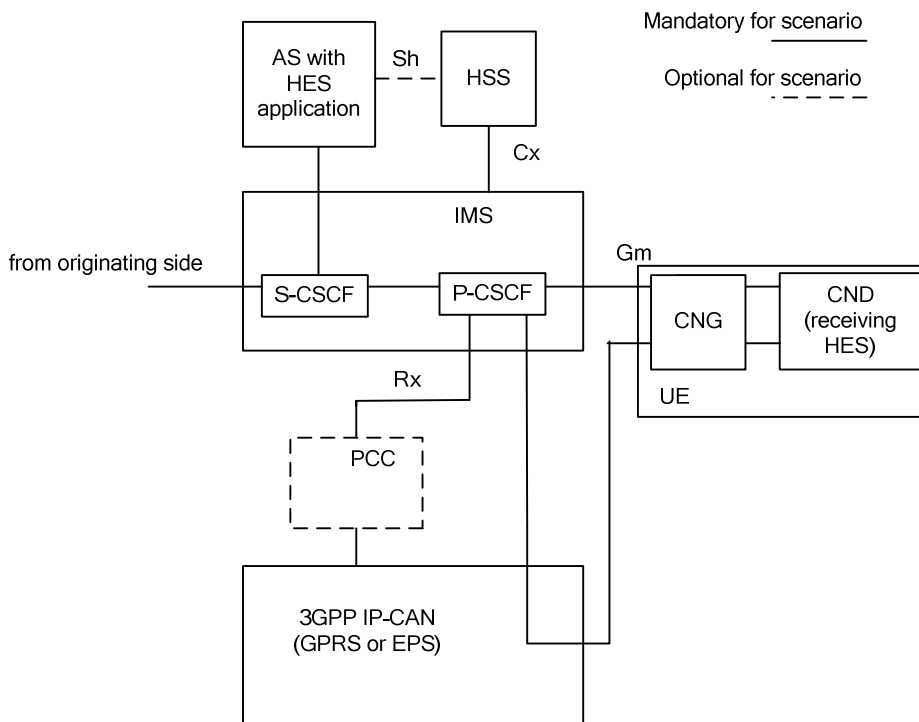 Mandatory for scenario
AS with
HES
application
Sh
HSS
Optional for scenario
Cx
IMS
from originating side
Gm
S-CSCF
P-CSCF
CNG
CND
(receiving
HES)
UE
Rx
PCC
3GPP IP-CAN
(GPRS or EPS)